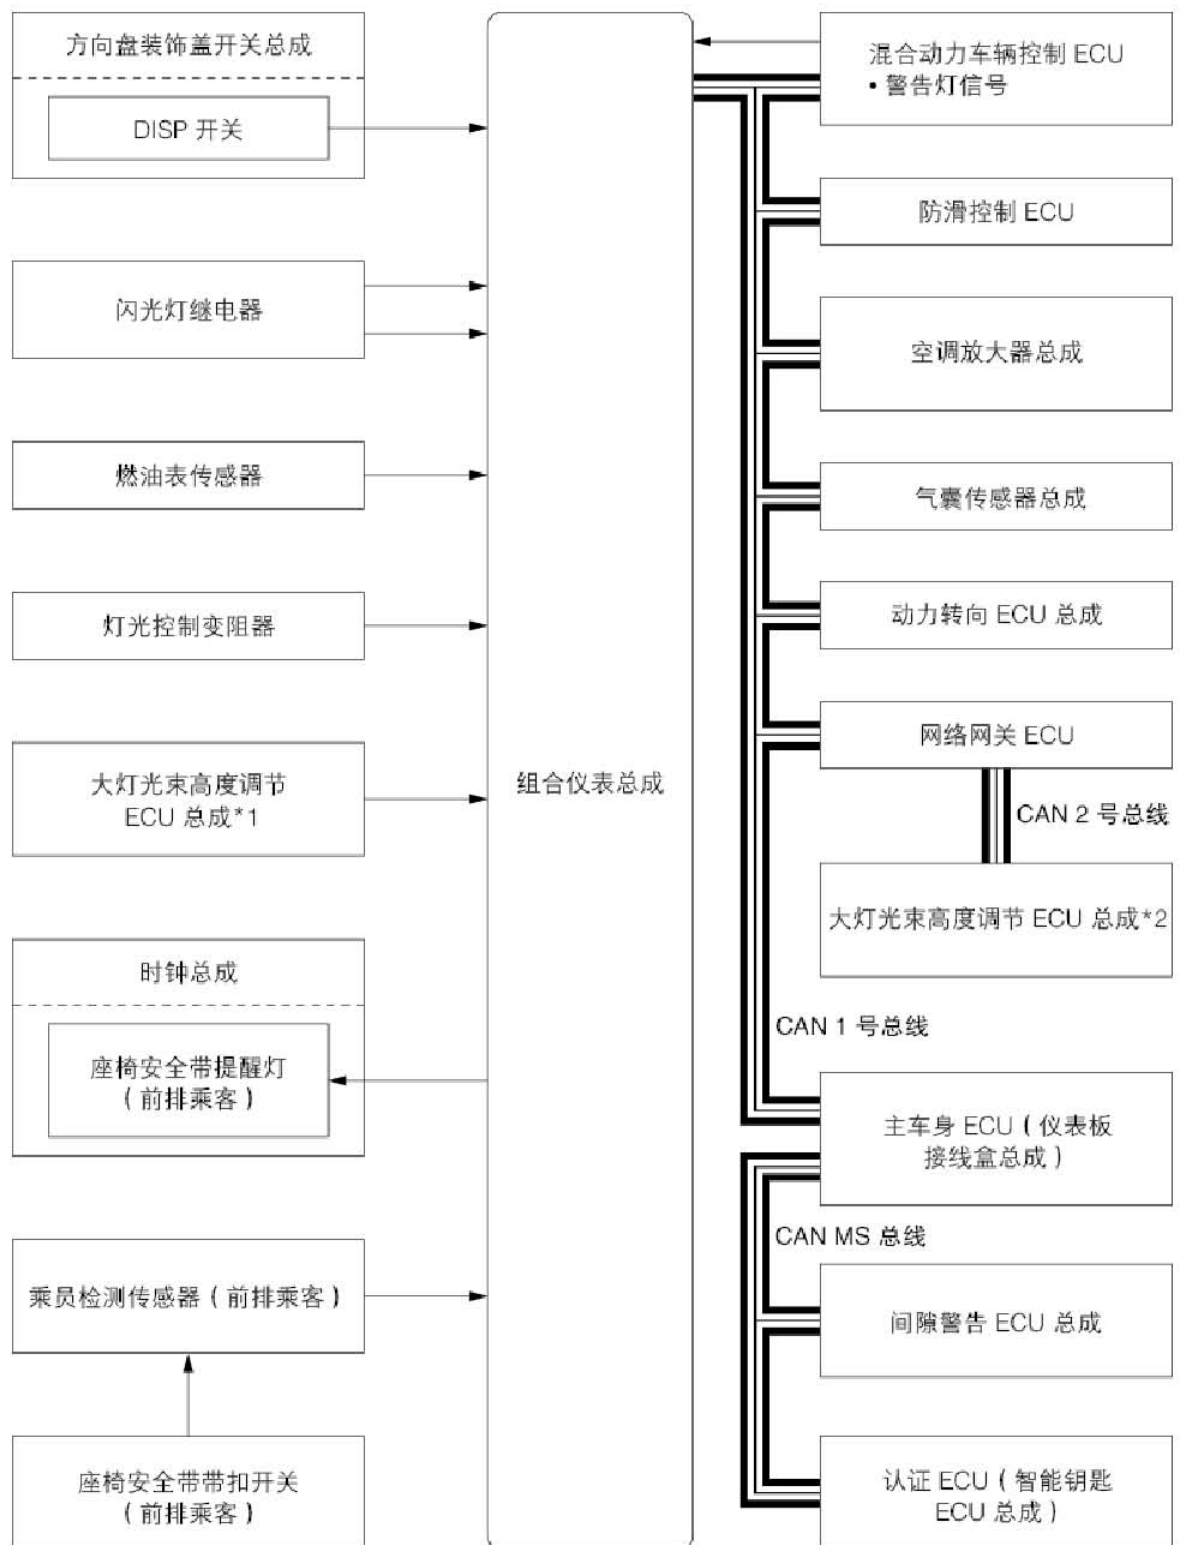 方向盘装饰盖开关总成
DISP 开关
闪光灯继电器
燃油表传感器
灯光控制变阻器
大灯光束高度调节
ECU 总成*1
时钟总成
座椅安全带提醒灯
(前排乘客)
乘员检测传感器(前排乘客)
座椅安全带带扣开关
(前排乘客)
组合仪表总成
混合动力车辆控制 ECU
• 警告灯信号
防滑控制 ECU
空调放大器总成
气囊传感器总成
动力转向 ECU 总成
网络网关 ECU
CAN 2 号总线
大灯光束高度调节 ECU 总成*2
CAN 1 号总线
主车身 ECU(仪表板
接线盒总成)
CAN MS 总线
间隙警告 ECU 总成
认证 ECU(智能钥匙
ECU 总成)